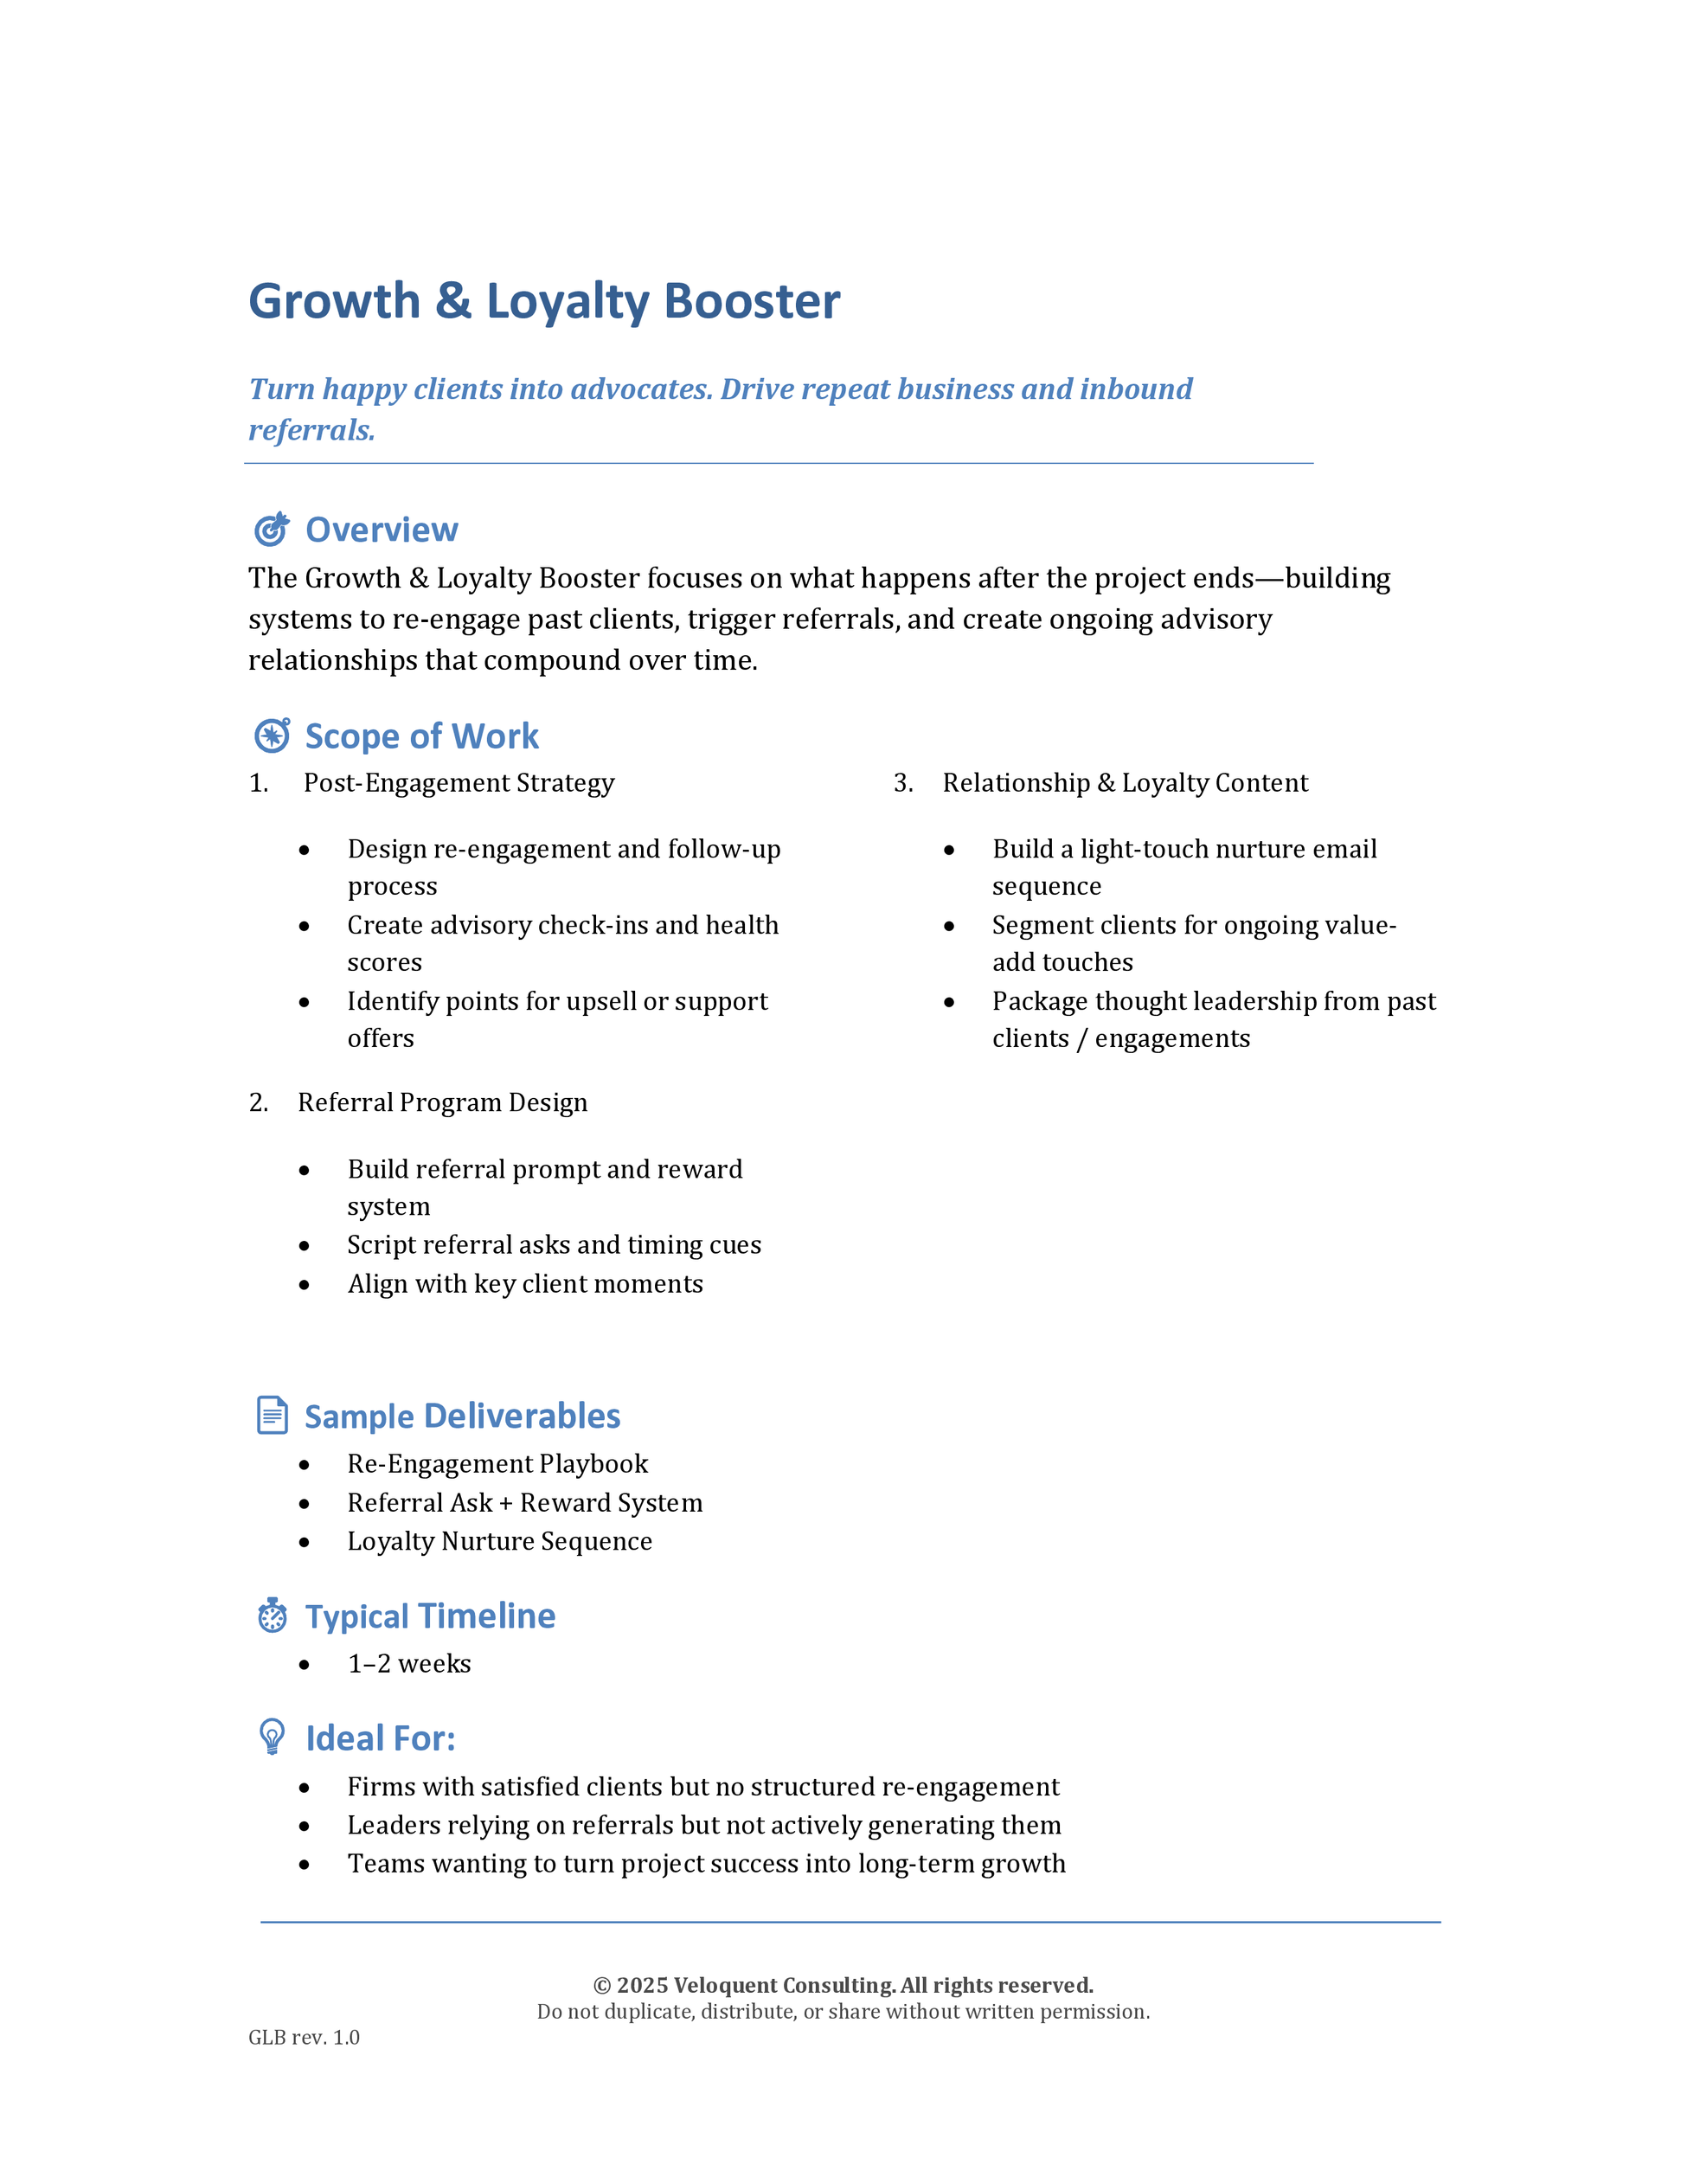 Growth & Loyalty Booster
Turn happy clients into advocates. Drive repeat business and inbound
referrals.
Overview
The Growth & Loyalty Booster focuses on what happens after the project ends—building
systems to re-engage past clients, trigger referrals, and create ongoing advisory
relationships that compound over time.
Scope of Work
1. Post-Engagement Strategy
• Design re-engagement and follow-up
process
• Create advisory check-ins and health
scores
• Identify points for upsell or support
offers
2. Referral Program Design
• Build referral prompt and reward
system
• Script referral asks and timing cues
• Align with key client moments
3. Relationship & Loyalty Content
• Build a light-touch nurture email
sequence
• Segment clients for ongoing value-
add touches
• Package thought leadership from past
clients / engagements
Sample Deliverables
• Re-Engagement Playbook
• Referral Ask + Reward System
• Loyalty Nurture Sequence
Typical Timeline
• 1–2 weeks
Ideal For:
• Firms with satisfied clients but no structured re-engagement
• Leaders relying on referrals but not actively generating them
• Teams wanting to turn project success into long-term growth
© 2025 Veloquent Consulting. All rights reserved.
Do not duplicate, distribute, or share without written permission.
GLB rev. 1.0